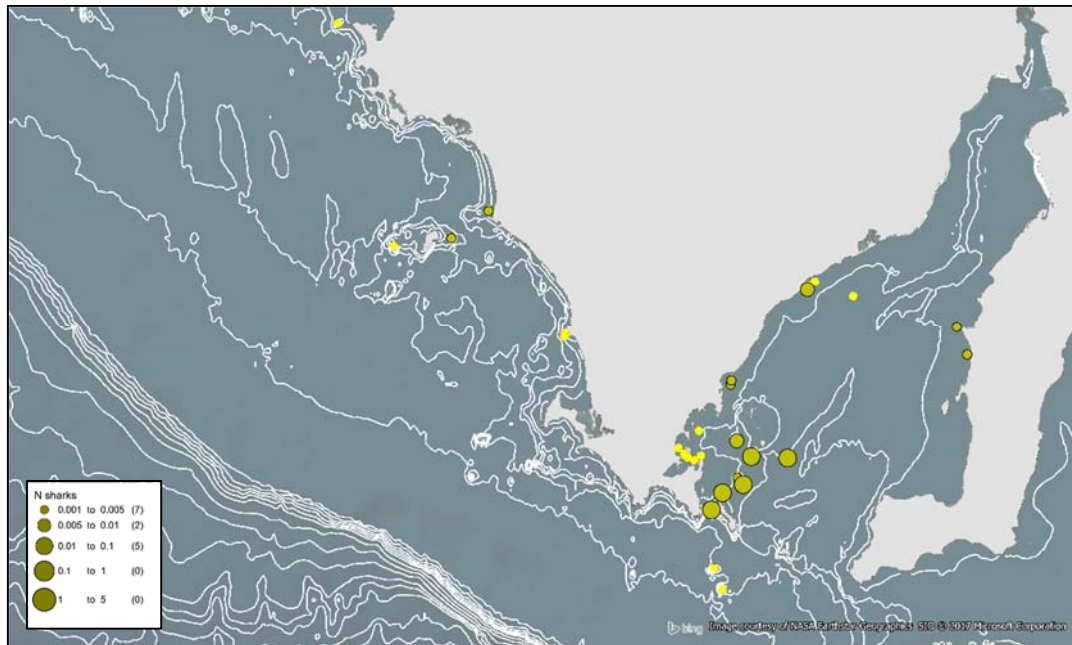 N sharks
0.001 to 0.005 (7)
0.005 to 0.01 (2)
0.01 to 0.1 (5)
0.1 to 1 (0)
1 to 5 (0)
bing Image courtesy of NASA Earthstar Geographics SIO © 2017 Microsoft Corporation